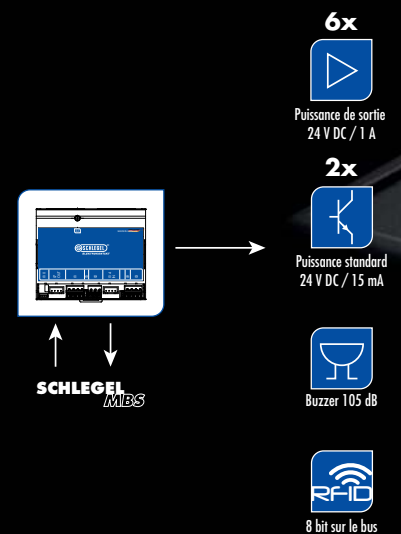 6x
Puissance de sortie
24 V DC / 1 A
2x
Puissance standard
24 V DC / 15 mA
SCHLEGEL
ELEKTROKONTAKT
SCHLEGEL
MBS
Buzzer 105 dB
RFID
8 bit sur le bus